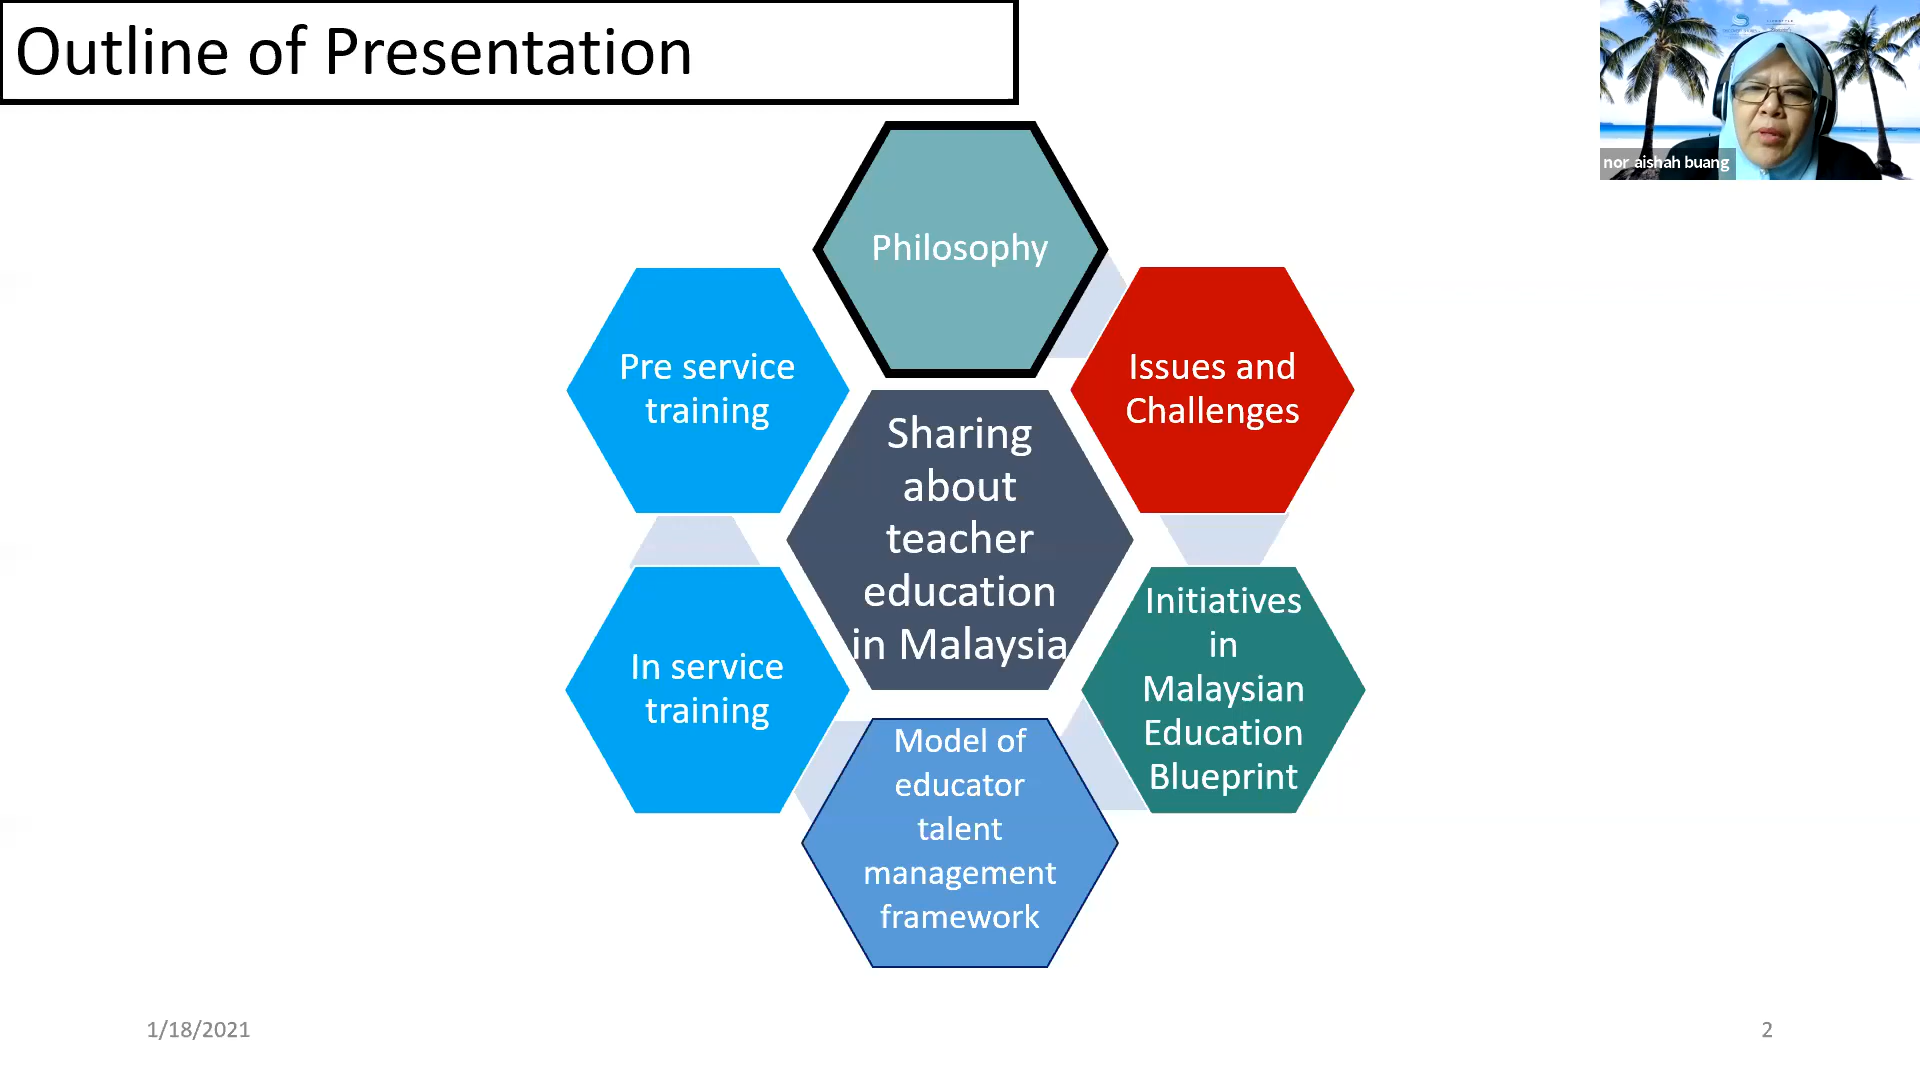 Outline of Presentation
nor aishah buang
Philosophy
Pre service
training
Issues and
Challenges
Sharing
about
teacher
education
in Malaysia
In service
training
Initiatives
in
Malaysian
Education
Blueprint
Model of
educator
talent
management
framework
1/18/2021
2